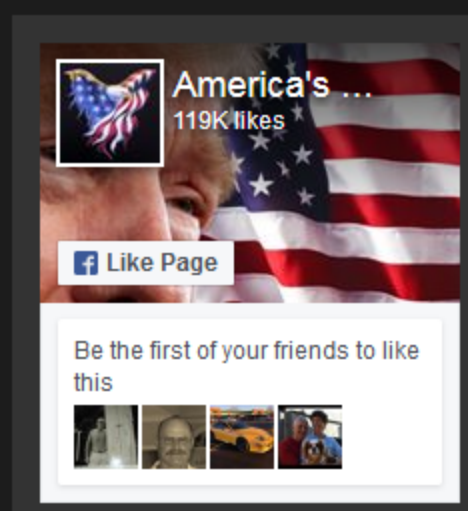 America's ...
119K likes
Like Page
Be the first of your friends to like
this